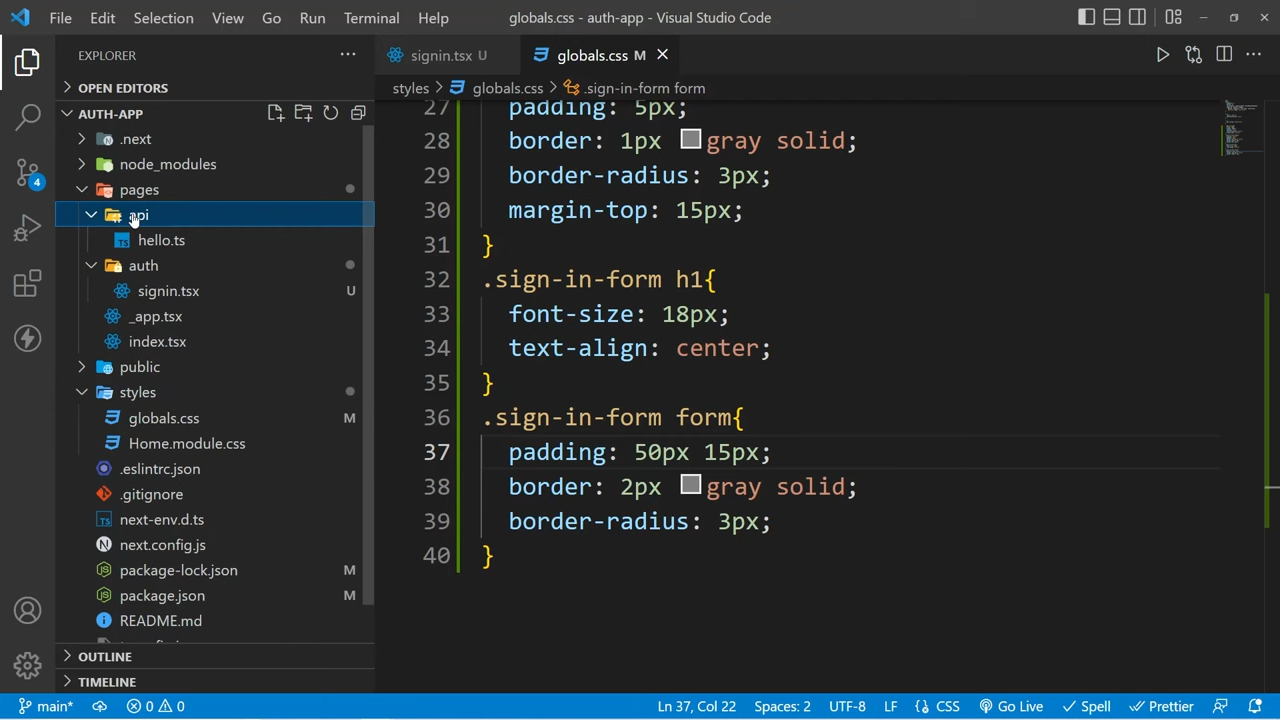 File Edit Selection View Go Run Terminal Help globals.css - auth-app - Visual Studio Code
EXPLORER
OPEN EDITORS
AUTH-APP
.next
node_modules
pages
api
hello.ts
auth
signin.tsx U
_app.tsx
index.tsx
public
styles
globals.css M
Home.module.css
.eslintrc.json
.gitignore
next-env.d.ts
next.config.js
package-lock.json M
package.json M
README.md
OUTLINE
TIMELINE
4
signin.tsx U globals.css M
styles > globals.css > .sign-in-form form
27 padding: 5px;
28 border: 1px gray solid;
29 border-radius: 3px;
30 margin-top: 15px;
31 }
32 .sign-in-form h1{
33 font-size: 18px;
34 text-align: center;
35 }
36 .sign-in-form form{
37 padding: 50px 15px;
38 border: 2px gray solid;
39 border-radius: 3px;
40 }
main* 0 0 Ln 37, Col 22 Spaces: 2 UTF-8 LF CSS Go Live Spell Prettier